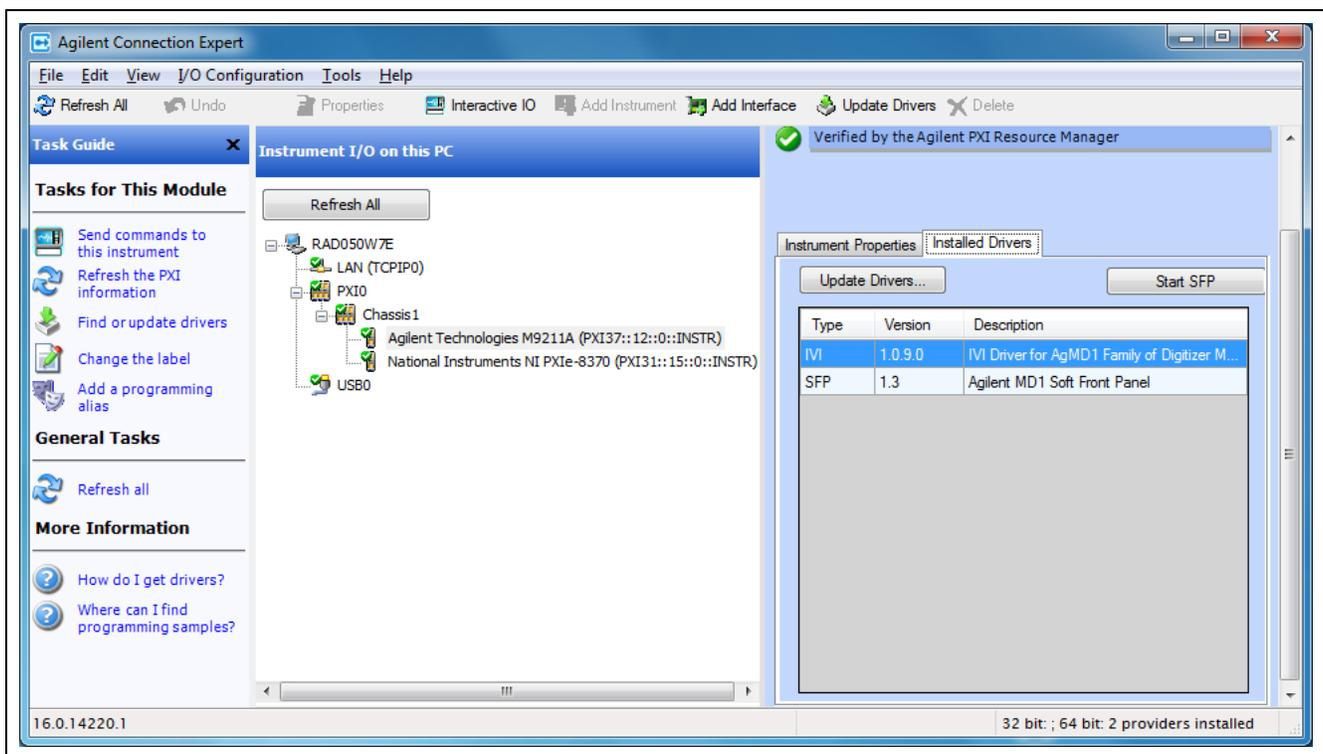 Agilent Connection Expert
File Edit View I/O Configuration Tools Help
Refresh All Undo Properties Interactive IO Add Instrument Add Interface Update Drivers Delete
Task Guide
Tasks for This Module
Send commands to
this instrument
Refresh the PXI
information
Find or update drivers
Change the label
Add a programming
alias
General Tasks
Refresh all
More Information
How do I get drivers?
Where can I find
programming samples?
Instrument I/O on this PC
Refresh All
RAD050W7E
LAN (TCPIP0)
PXI0
Chassis1
Agilent Technologies M9211A (PXI37::12::0::INSTR)
National Instruments NI PXIe-8370 (PXI31::15::0::INSTR)
USB0
Verified by the Agilent PXI Resource Manager
Instrument Properties Installed Drivers
Update Drivers... Start SFP
Type Version Description
IVI 1.0.9.0 IVI Driver for AgMD1 Family of Digitizer M...
SFP 1.3 Agilent MD1 Soft Front Panel
16.0.14220.1 32 bit: ; 64 bit: 2 providers installed